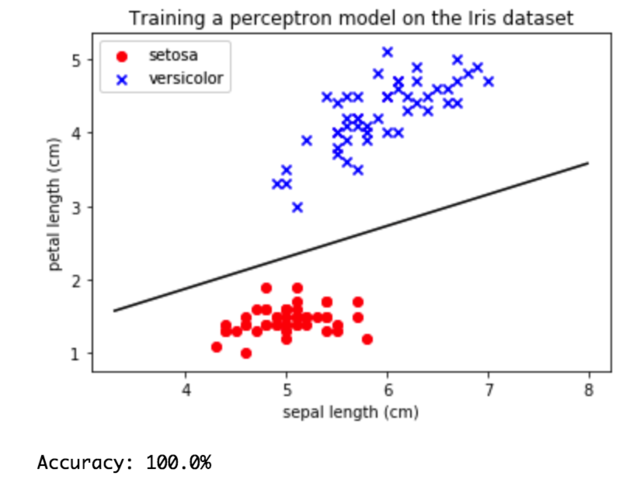 Training a perceptron model on the Iris dataset
setosa
versicolor
5
4
3
2
1
petal length (cm)
4 5 6 7 8
sepal length (cm)
Accuracy: 100.0%